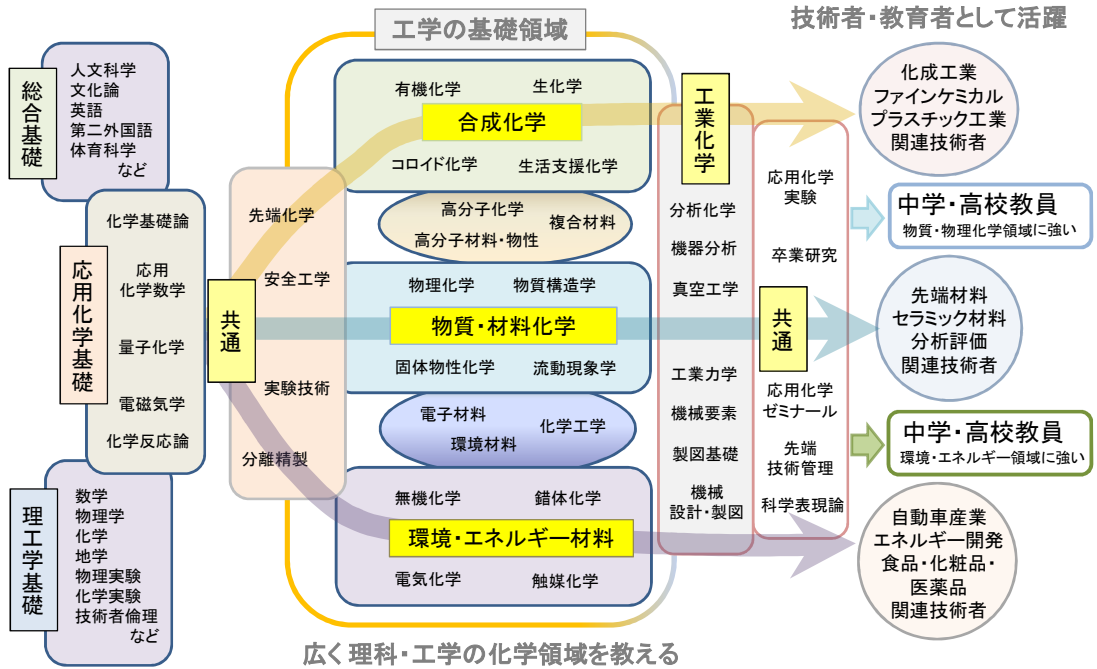 工学の基礎領域
技術者・教育者として活躍
総合基礎
人文科学
文化論
英語
第二外国語
体育科学
など
応用化学基礎
化学基礎論
応用
化学数学
量子化学
電磁気学
化学反応論
理工学基礎
数学
物理学
化学
地学
物理実験
化学実験
技術者倫理
など
共通
先端化学
安全工学
実験技術
分離精製
有機化学
生化学
合成化学
コロイド化学
生活支援化学
高分子化学
複合材料
高分子材料・物性
物理化学
物質構造学
物質・材料化学
固体物性化学
流動現象学
電子材料
化学工学
環境材料
無機化学
錯体化学
環境・エネルギー材料
電気化学
触媒化学
工業化学
分析化学
機器分析
真空工学
工業力学
機械要素
製図基礎
機械
設計・製図
応用化学
実験
卒業研究
共通
応用化学
ゼミナール
先端
技術管理
科学表現論
化成工業
ファインケミカル
プラスチック工業
関連技術者
中学・高校教員
物質・物理化学領域に強い
先端材料
セラミック材料
分析評価
関連技術者
中学・高校教員
環境・エネルギー領域に強い
自動車産業
エネルギー開発
食品・化粧品・
医薬品
関連技術者
広く理科・工学の化学領域を教える